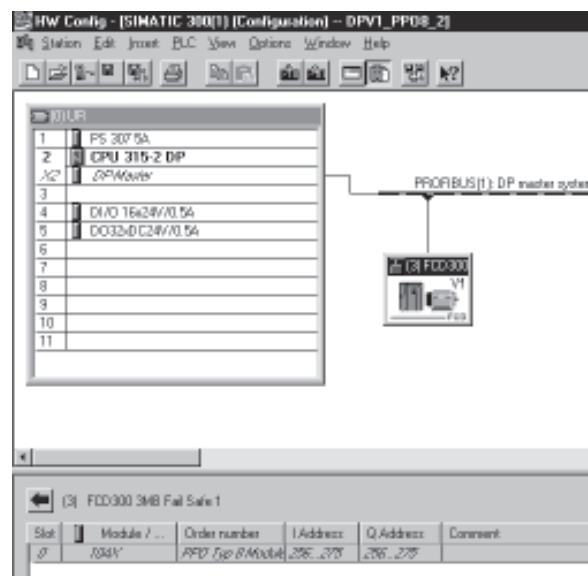 HW Config - [SIMATIC 300(1) (Configuration) -- DPV1_PPO8_2]
Station Edit Insert PLC View Options Window Help
(0) UR
1 PS 307 5A
2 CPU 315-2 DP
X2 DP-Master
3
4 DI/O 16x24V/0.5A
5 DO32xDC24V/0.5A
6
7
8
9
10
11
PROFIBUS(1): DP master system
(3) FCD300
V1
FCD
(3) FCD300 3MB Fail Safe 1
Slot Module / ... Order number I Address Q Address Comment
0 104X PPO Typ 8 Module 256...275 256...275